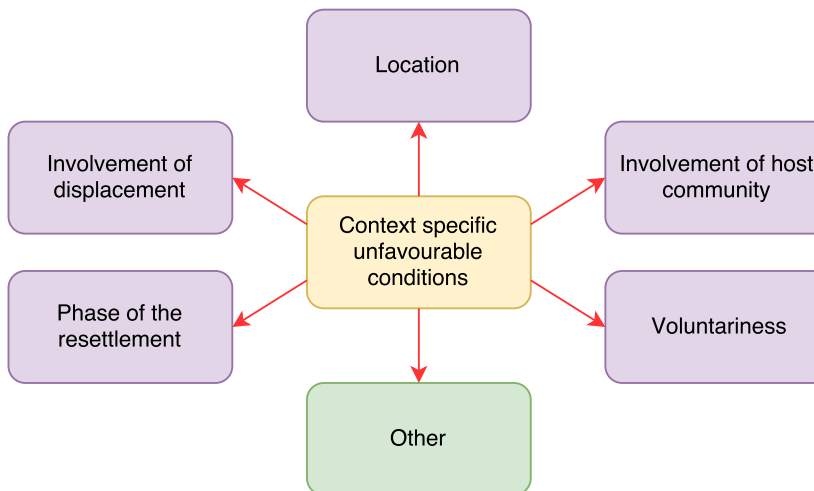 Location
Involvement of
displacement
Involvement of host
community
Context specific
unfavourable
conditions
Phase of the
resettlement
Voluntariness
Other